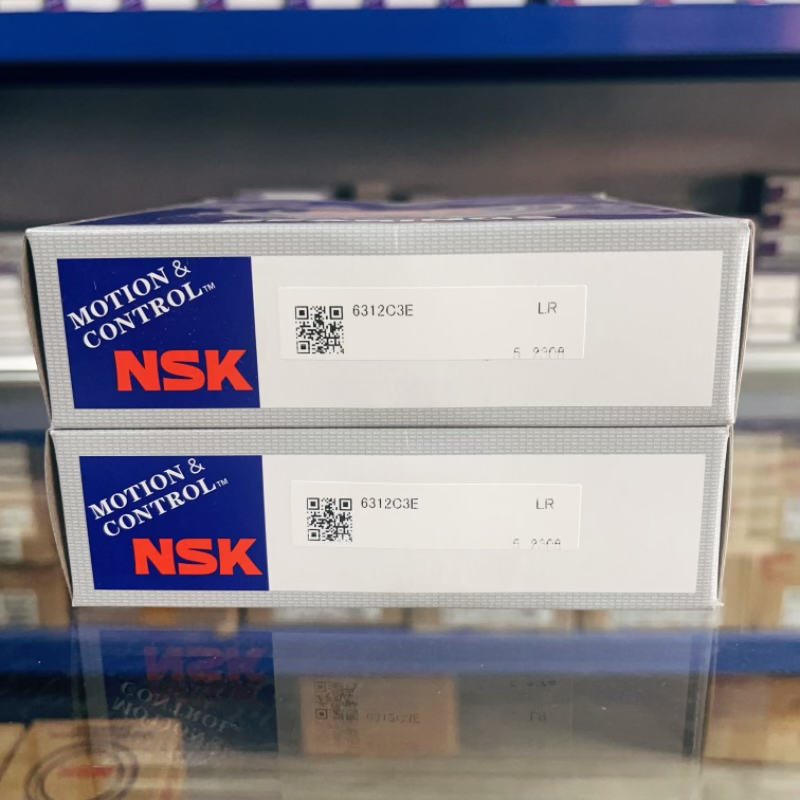 MOTION &
CONTROL™
NSK
6312C3E LR
MOTION &
CONTROL™
NSK
6312C3E LR